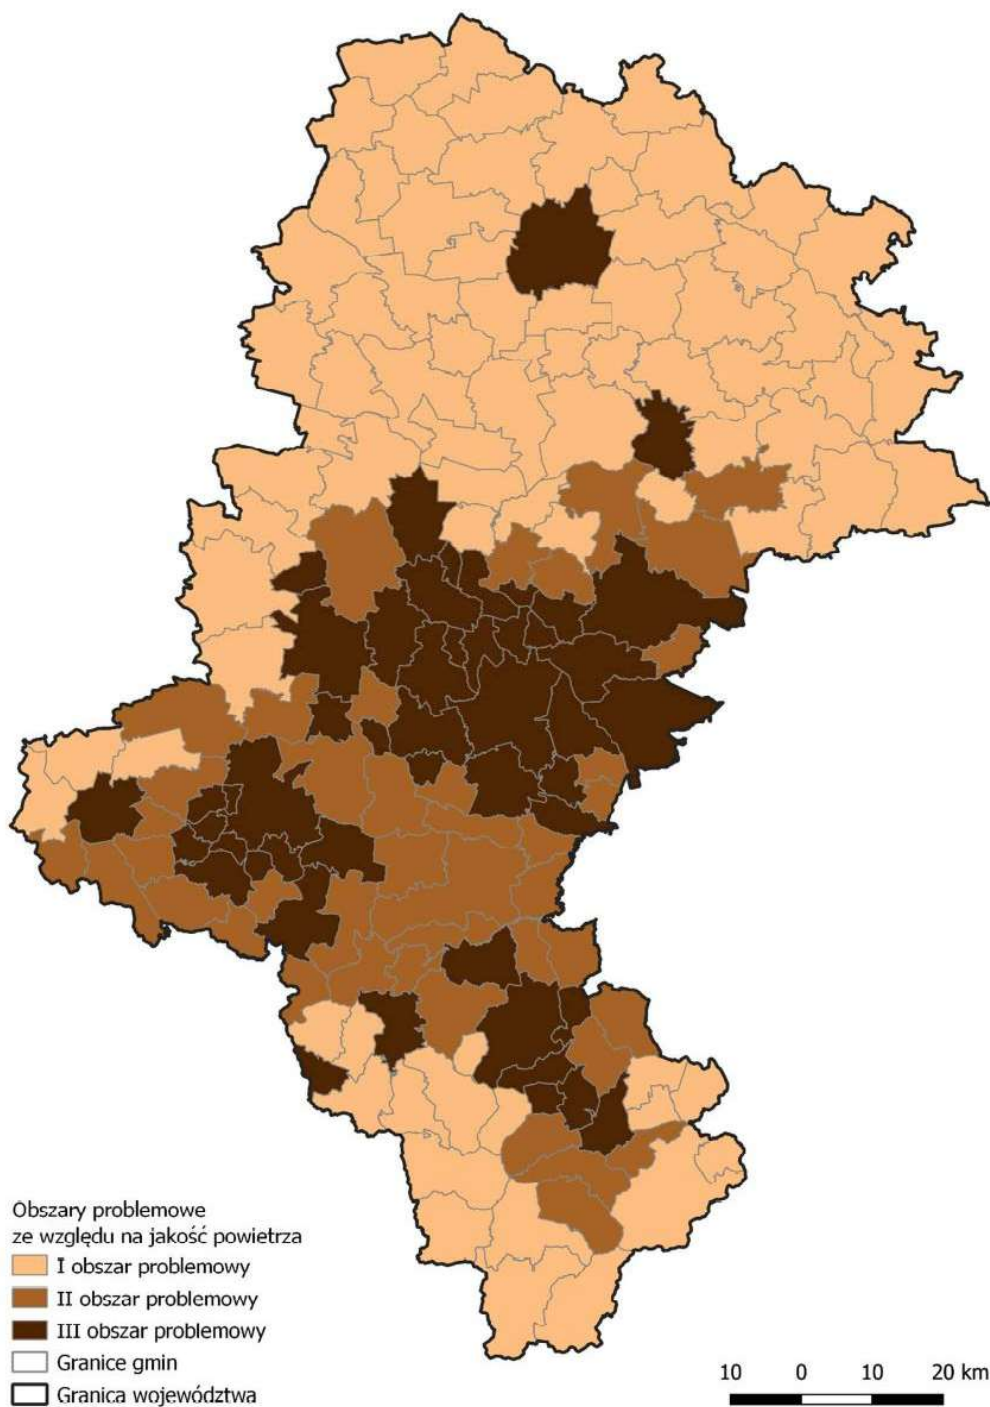 Obszary problemowe
ze względu na jakość powietrza
I obszar problemowy
II obszar problemowy
III obszar problemowy
Granice gmin
Granica województwa
10 0 10 20 km